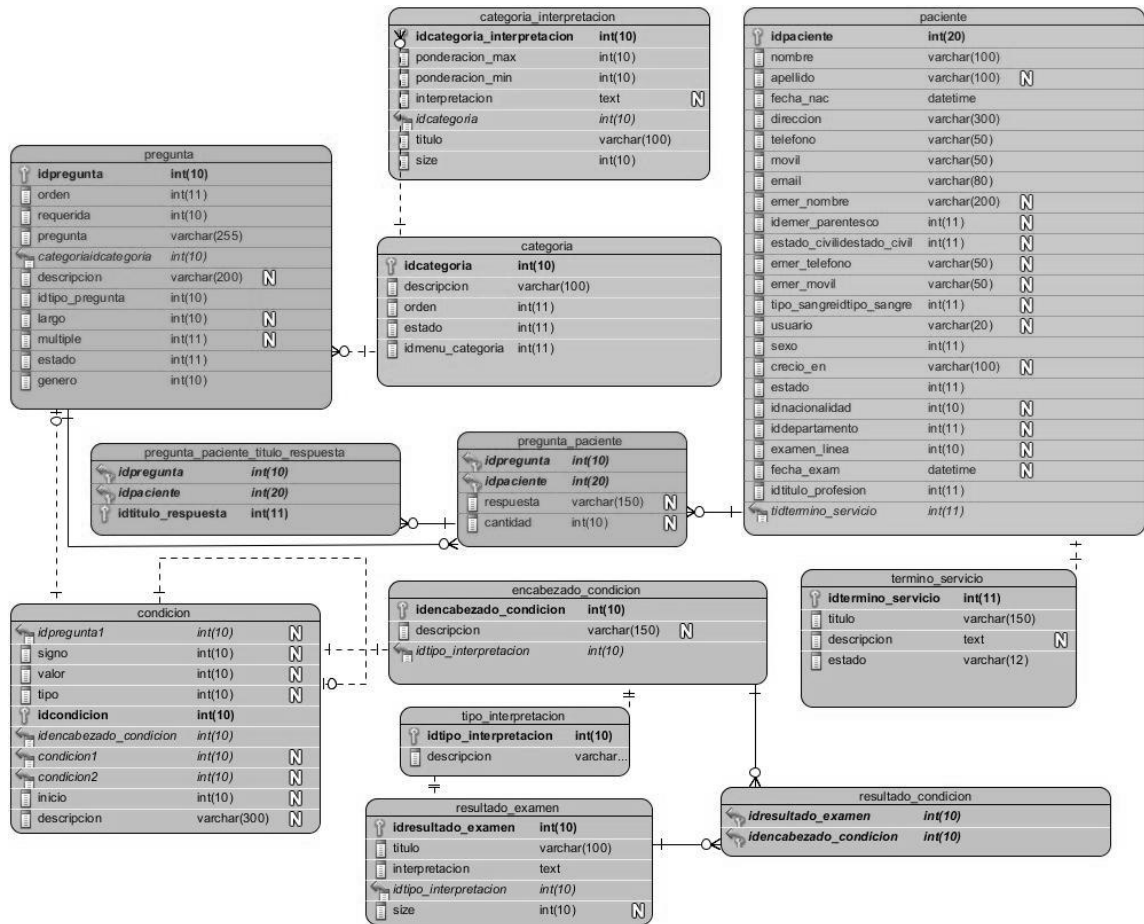 categoria_interpretacion
idcategoria_interpretacion int(10)
ponderacion_max int(10)
ponderacion_min int(10)
interpretacion text N
idcategoria int(10)
titulo varchar(100)
size int(10)
paciente
idpaciente int(20)
nombre varchar(100)
apellido varchar(100) N
fecha_nac datetime
direccion varchar(300)
telefono varchar(50)
movil varchar(50)
email varchar(80)
emer_nombre varchar(200) N
idemer_parentesco int(11) N
estado_civilidestado_civil int(11) N
emer_telefono varchar(50) N
emer_movil varchar(50) N
tipo_sangreidtipo_sangre int(11) N
usuario varchar(20) N
sexo int(11)
crecio_en varchar(100) N
estado int(11)
idnacionalidad int(10) N
iddepartamento int(11) N
examen_linea int(10) N
fecha_exam datetime N
idtitulo_profesion int(11)
tidtermino_servicio int(11)
pregunta
idpregunta int(10)
orden int(11)
requerida int(10)
pregunta varchar(255)
categoriaidcategoria int(10)
descripcion varchar(200) N
idtipo_pregunta int(10)
largo int(10) N
multiple int(11) N
estado int(11)
genero int(10)
categoria
idcategoria int(10)
descripcion varchar(100)
orden int(11)
estado int(11)
idmenu_categoria int(11)
pregunta_paciente_titulo_respuesta
idpregunta int(10)
idpaciente int(20)
idtitulo_respuesta int(11)
pregunta_paciente
idpregunta int(10)
idpaciente int(20)
respuesta varchar(150) N
cantidad int(10) N
condicion
idpregunta1 int(10) N
signo int(10) N
valor int(10) N
tipo int(10) N
idcondicion int(10)
idencabezado_condicion int(10)
condicion1 int(10) N
condicion2 int(10) N
inicio int(10) N
descripcion varchar(300) N
encabezado_condicion
idencabezado_condicion int(10)
descripcion varchar(150) N
idtipo_interpretacion int(10)
termino_servicio
idtermino_servicio int(11)
titulo varchar(150)
descripcion text N
estado varchar(12)
tipo_interpretacion
idtipo_interpretacion int(10)
descripcion varchar...
resultado_examen
idresultado_examen int(10)
titulo varchar(100)
interpretacion text
idtipo_interpretacion int(10)
size int(10) N
resultado_condicion
idresultado_examen int(10)
idencabezado_condicion int(10)